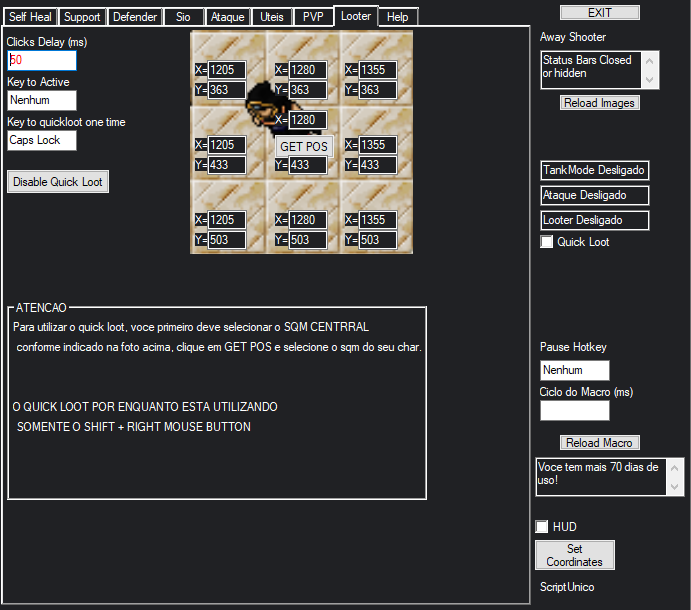 Self Heal Support Defender Sio Ataque Uteis PVP Looter Help
Clicks Delay (ms)
50
Key to Active
Nenhum
Key to quickloot one time
Caps Lock
Disable Quick Loot
X= 1205 X= 1280 X= 1355
Y= 363 Y= 363 Y= 363
X= 1280
GET POS
X= 1205 X= 1355
Y= 433 Y= 433 Y= 433
X= 1205 X= 1280 X= 1355
Y= 503 Y= 503 Y= 503
ATENCAO
Para utilizar o quick loot, voce primeiro deve selecionar o SQM CENTRRAL
conforme indicado na foto acima, clique em GET POS e selecione o sqm do seu char.
O QUICK LOOT POR ENQUANTO ESTA UTILIZANDO
SOMENTE O SHIFT + RIGHT MOUSE BUTTON
EXIT
Away Shooter
Status Bars Closed
or hidden
Reload Images
TankMode Desligado
Ataque Desligado
Looter Desligado
Quick Loot
Pause Hotkey
Nenhum
Ciclo do Macro (ms)
Reload Macro
Voce tem mais 70 dias de
uso!
HUD
Set
Coordinates
ScriptUnico